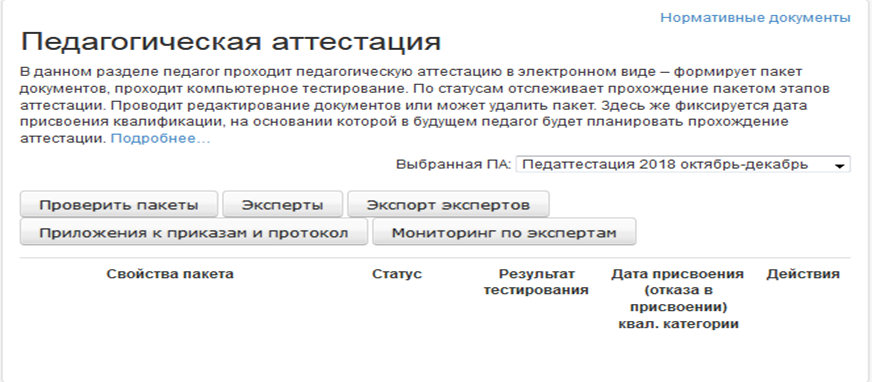 Нормативные документы
Педагогическая аттестация
В данном разделе педагог проходит педагогическую аттестацию в электронном виде – формирует пакет
документов, проходит компьютерное тестирование. По статусам отслеживает прохождение пакетом этапов
аттестации. Проводит редактирование документов или может удалить пакет. Здесь же фиксируется дата
присвоения квалификации, на основании которой в будущем педагог будет планировать прохождение
аттестации. Подробнее...
Выбранная ПА: Педаттестация 2018 октябрь-декабрь
Проверить пакеты Эксперты Экспорт экспертов
Приложения к приказам и протокол Мониторинг по экспертам
Свойства пакета Статус Результат Дата присвоения Действия
тестирования (отказа в
присвоении)
квал. категории